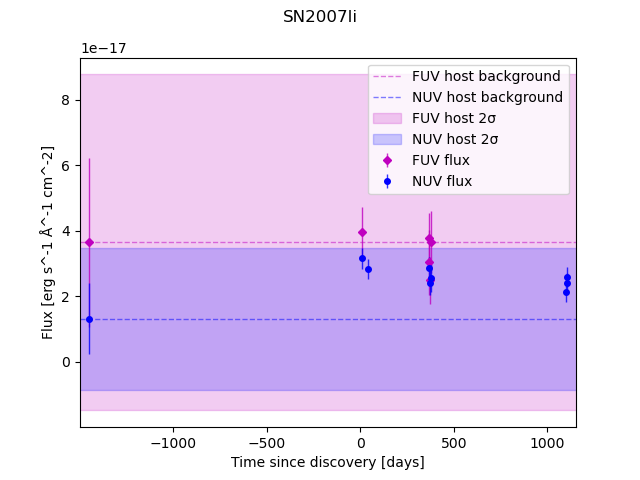 SN2007li
1e−17
FUV host background
NUV host background
FUV host 2σ
NUV host 2σ
FUV flux
NUV flux
8
6
4
2
0
Flux [erg s^-1 Å^-1 cm^-2]
−1000
−500
0
500
1000
Time since discovery [days]